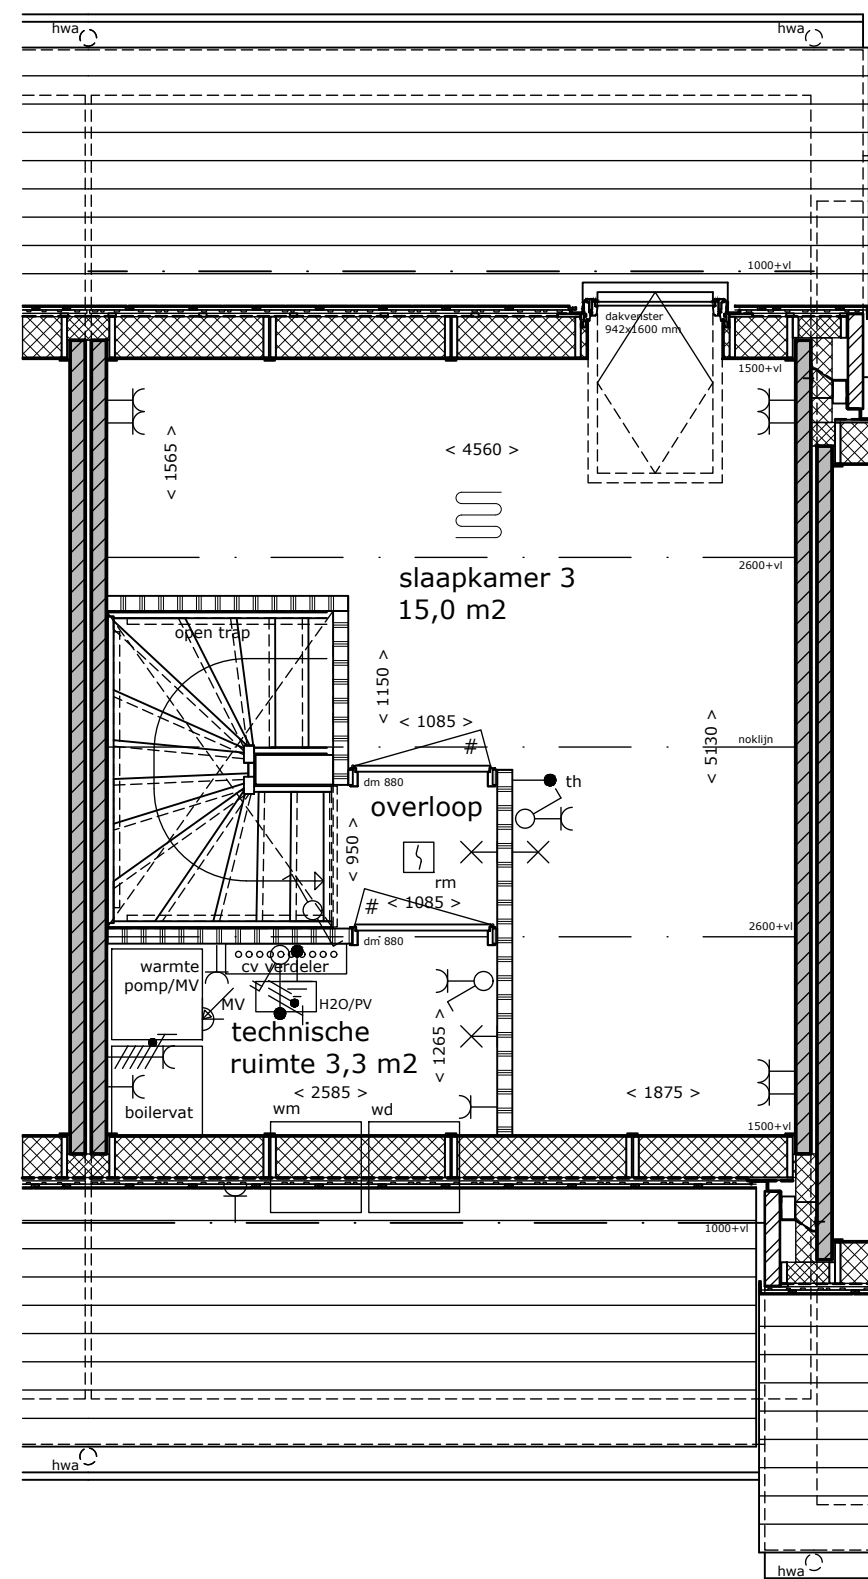 hwa
hwa
1000+vl
dakvenster
942x1600 mm
1500+vl
< 1565 >
< 4560 >
2600+vl
slaapkamer 3
15,0 m2
open trap
< 1150 >
< 1085 >
#
noklijn
< 5130 >
dm 880
th
overloop
< 950 >
rm
# < 1085 >
2600+vl
dm 880
warmte
pomp/MV
cv verdeler
MV
H2O/PV
technische
ruimte 3,3 m2
< 1265 >
< 2585 >
< 1875 >
boilervat
wm
wd
1500+vl
1000+vl
hwa
hwa